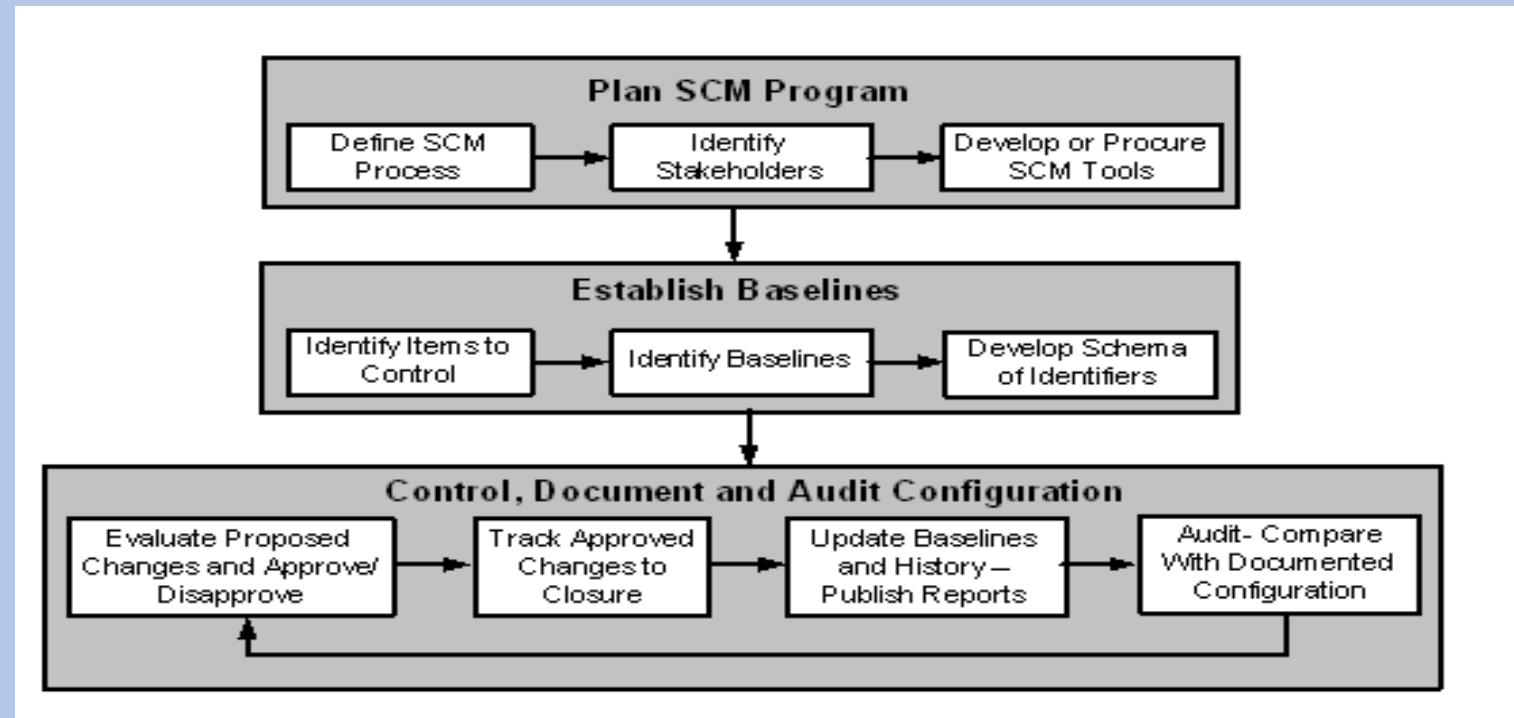 Plan SCM Program
Define SCM
Process
Identify
Stakeholders
Develop or Procure
SCM Tools
Establish Baselines
Identify Items to
Control
Identify Baselines
Develop Schema
of Identifiers
Control, Document and Audit Configuration
Evaluate Proposed
Changes and Approve/
Disapprove
Track Approved
Changes to
Closure
Update Baselines
and History —
Publish Reports
Audit- Compare
With Documented
Configuration